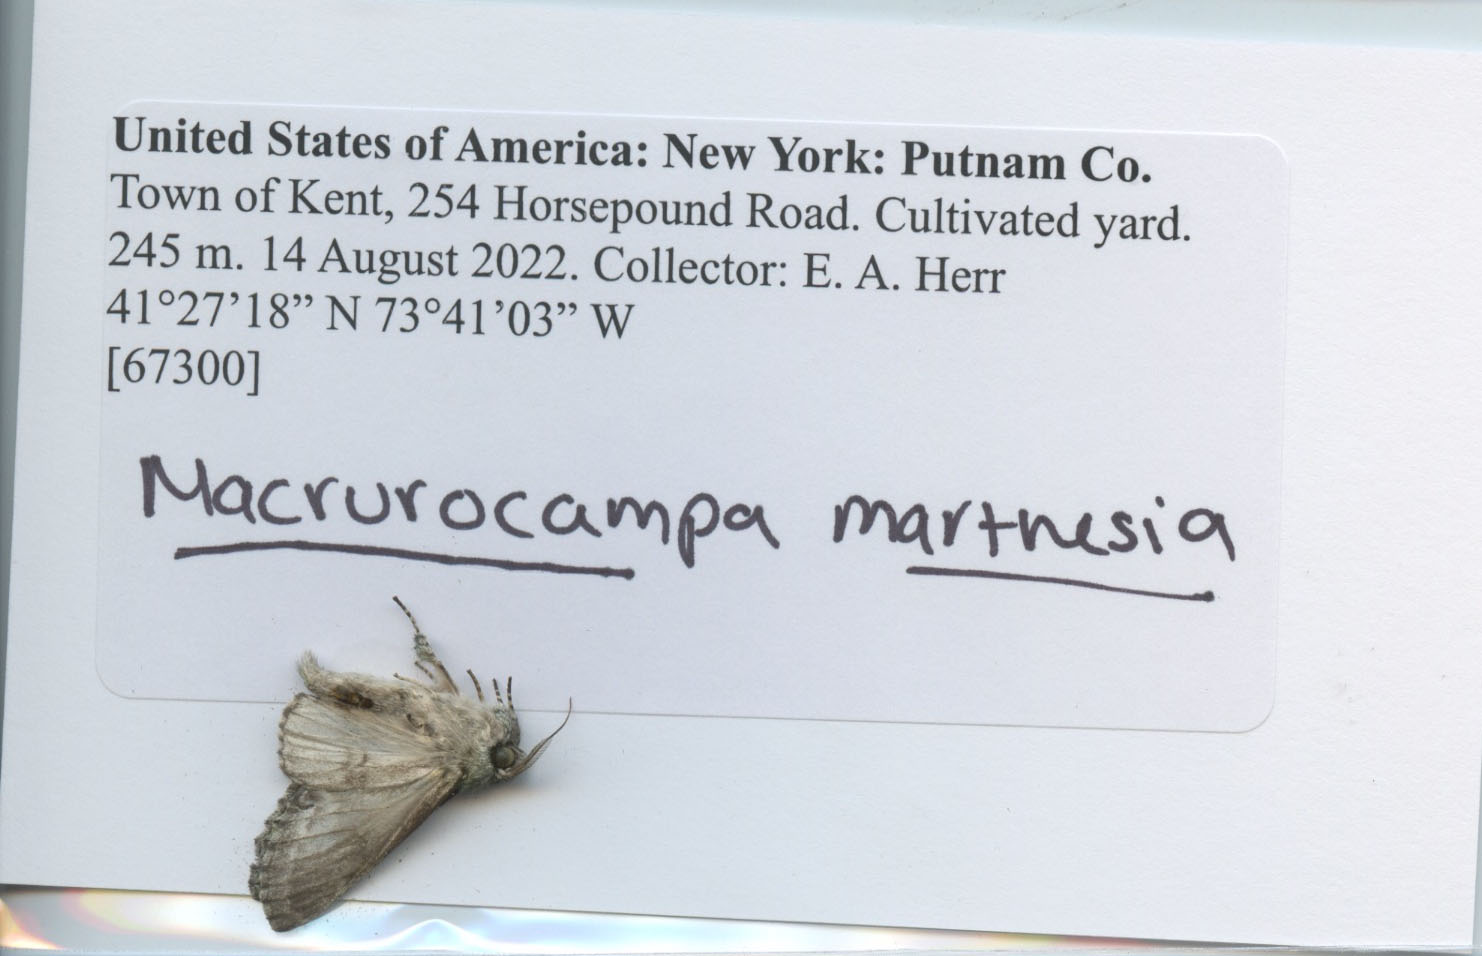 United States of America: New York: Putnam Co.
Town of Kent, 254 Horsepound Road. Cultivated yard.
245 m. 14 August 2022. Collector: E. A. Herr
41°27’18” N 73°41’03” W
[67300]
Macrurocampa marthesia